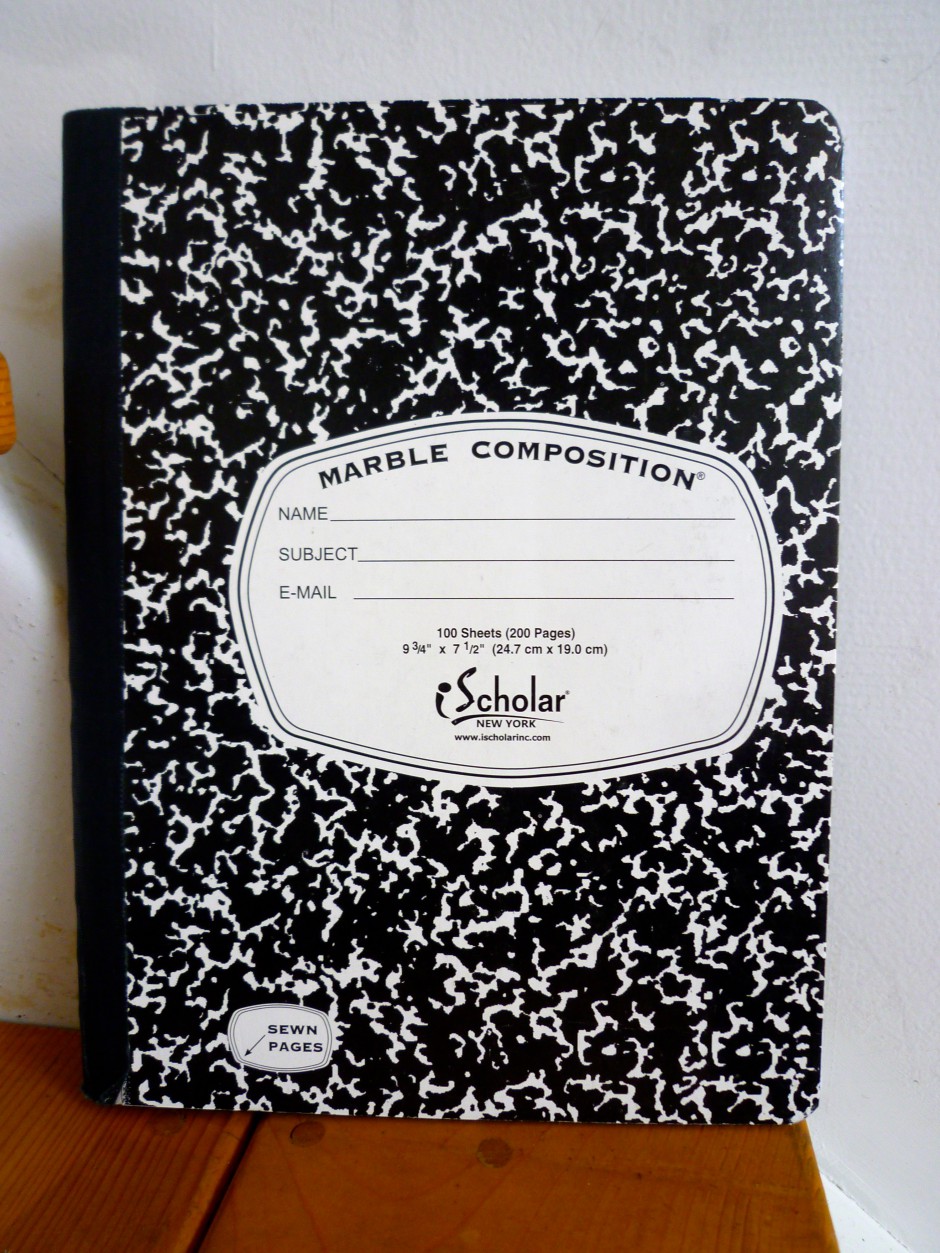 MARBLE COMPOSITION®
NAME
SUBJECT
E-MAIL
100 Sheets (200 Pages)
9 3/4" x 7 1/2" (24.7 cm x 19.0 cm)
iScholar®
NEW YORK
www.ischolarinc.com
SEWN
PAGES